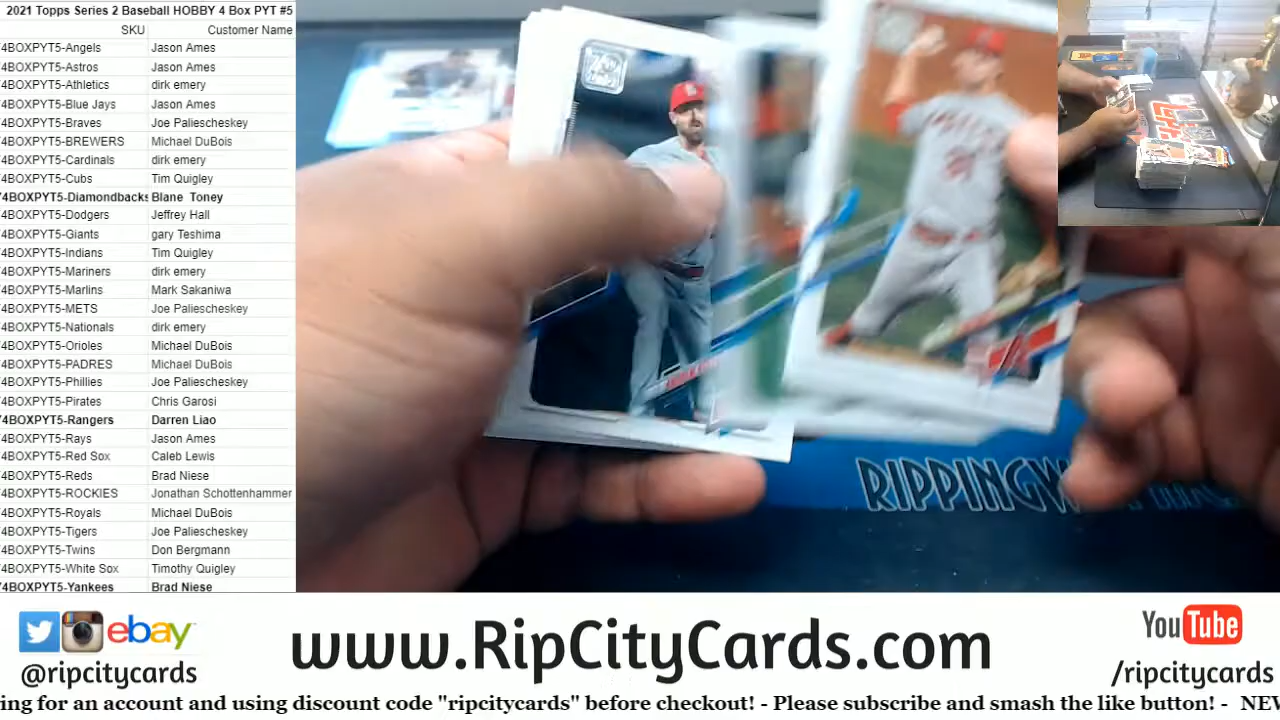 2021 Topps Series 2 Baseball HOBBY 4 Box PYT #5
SKU Customer Name
4BOXPYT5-Angels Jason Ames
4BOXPYT5-Astros Jason Ames
4BOXPYT5-Athletics dirk emery
4BOXPYT5-Blue Jays Jason Ames
4BOXPYT5-Braves Joe Paliescheskey
4BOXPYT5-BREWERS Michael DuBois
4BOXPYT5-Cardinals dirk emery
4BOXPYT5-Cubs Tim Quigley
4BOXPYT5-Diamondbacks Blane Toney
4BOXPYT5-Dodgers Jeffrey Hall
4BOXPYT5-Giants gary Teshima
4BOXPYT5-Indians Tim Quigley
4BOXPYT5-Mariners dirk emery
4BOXPYT5-Marlins Mark Sakaniwa
4BOXPYT5-METS Joe Paliescheskey
4BOXPYT5-Nationals dirk emery
4BOXPYT5-Orioles Michael DuBois
4BOXPYT5-PADRES Michael DuBois
4BOXPYT5-Phillies Joe Paliescheskey
4BOXPYT5-Pirates Chris Garosi
4BOXPYT5-Rangers Darren Liao
4BOXPYT5-Rays Jason Ames
4BOXPYT5-Red Sox Caleb Lewis
4BOXPYT5-Reds Brad Niese
4BOXPYT5-ROCKIES Jonathan Schottenhammer
4BOXPYT5-Royals Michael DuBois
4BOXPYT5-Tigers Joe Paliescheskey
4BOXPYT5-Twins Don Bergmann
4BOXPYT5-White Sox Timothy Quigley
4BOXPYT5-Yankees Brad Niese
RIPPINGW
ebay
@ripcitycards
www.RipCityCards.com
YouTube
/ripcitycards
ing for an account and using discount code "ripcitycards" before checkout! - Please subscribe and smash the like button! - NEW